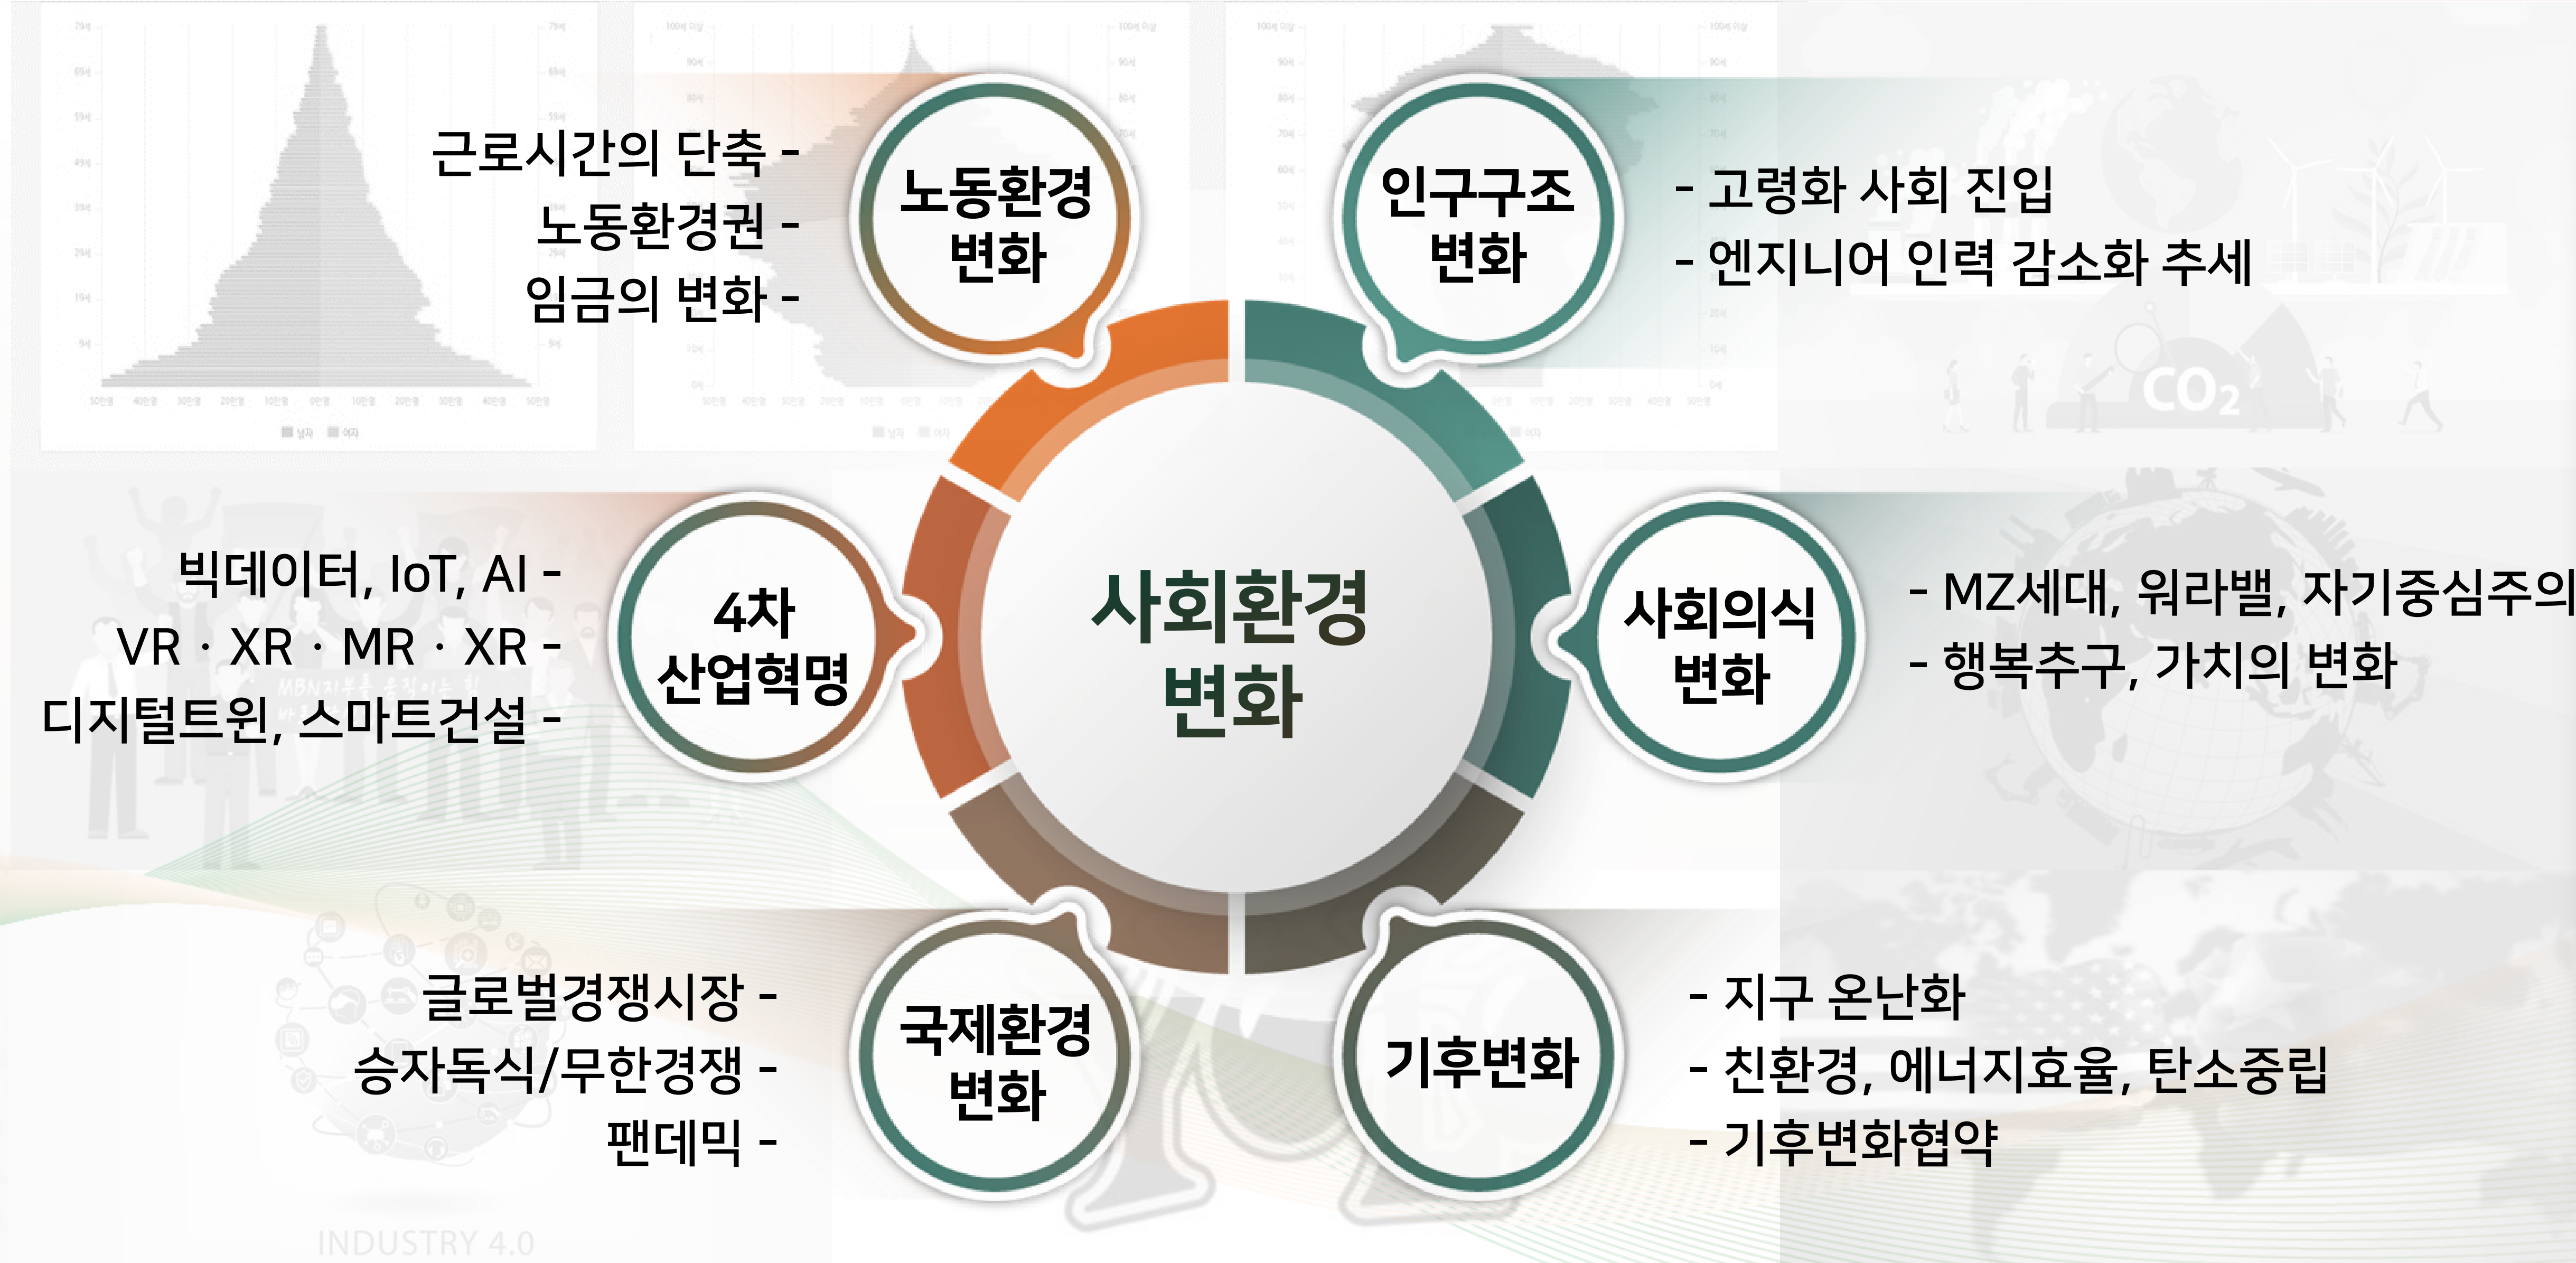 근로시간의 단축 -
노동환경권 -
임금의 변화 -
노동환경
변화
인구구조
변화
- 고령화 사회 진입
- 엔지니어 인력 감소화 추세
CO₂
빅데이터, IoT, AI -
VR · XR · MR · XR -
디지털트윈, 스마트건설 -
4차
산업혁명
사회환경
변화
사회의식
변화
- MZ세대, 워라밸, 자기중심주의
- 행복추구, 가치의 변화
글로벌경쟁시장 -
승자독식/무한경쟁 -
팬데믹 -
국제환경
변화
기후변화
- 지구 온난화
- 친환경, 에너지효율, 탄소중립
- 기후변화협약
INDUSTRY 4.0